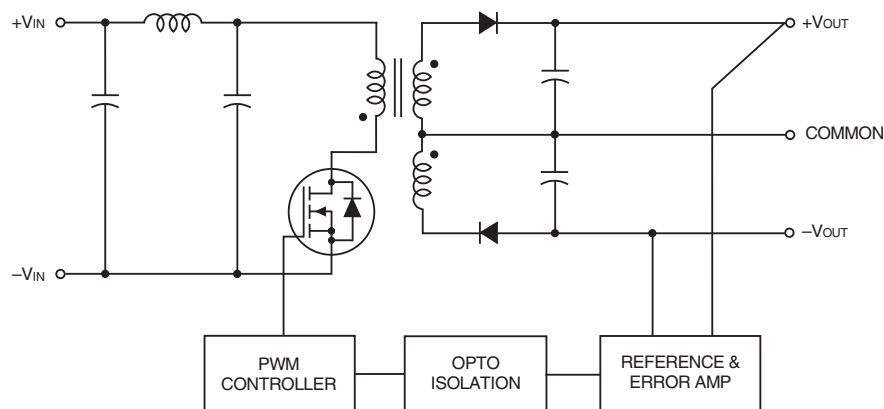 +VIN
+VOUT
COMMON
–VOUT
–VIN
PWM
CONTROLLER
OPTO
ISOLATION
REFERENCE &
ERROR AMP